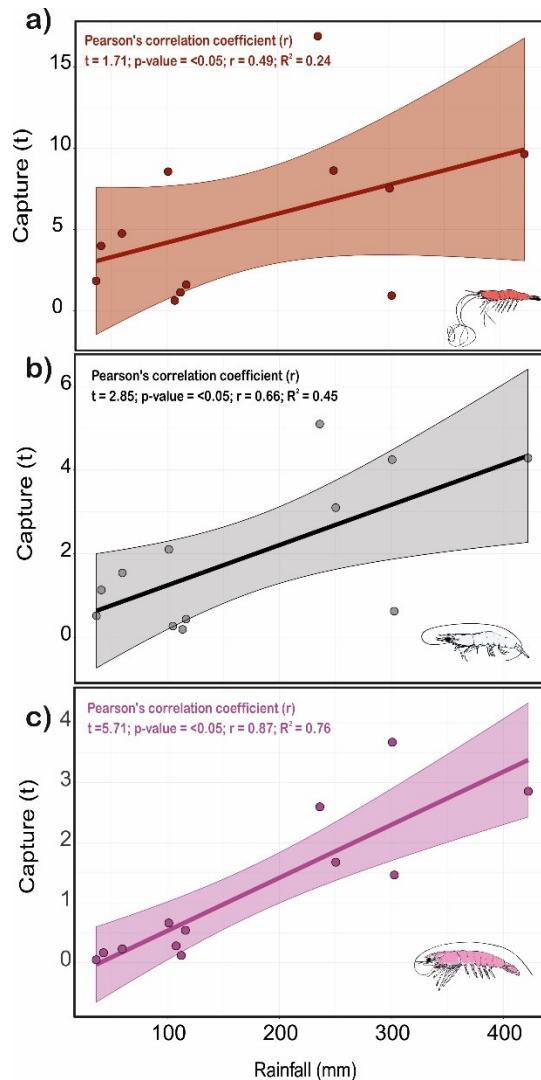 a)
Pearson's correlation coefficient (r)
t = 1.71; p-value = <0.05; r = 0.49; R² = 0.24
15
10
5
0
Capture (t)
b)
Pearson's correlation coefficient (r)
t = 2.85; p-value = <0.05; r = 0.66; R² = 0.45
6
4
2
0
Capture (t)
c)
Pearson's correlation coefficient (r)
t =5.71; p-value = <0.05; r = 0.87; R² = 0.76
4
3
2
1
0
Capture (t)
100 200 300 400
Rainfall (mm)